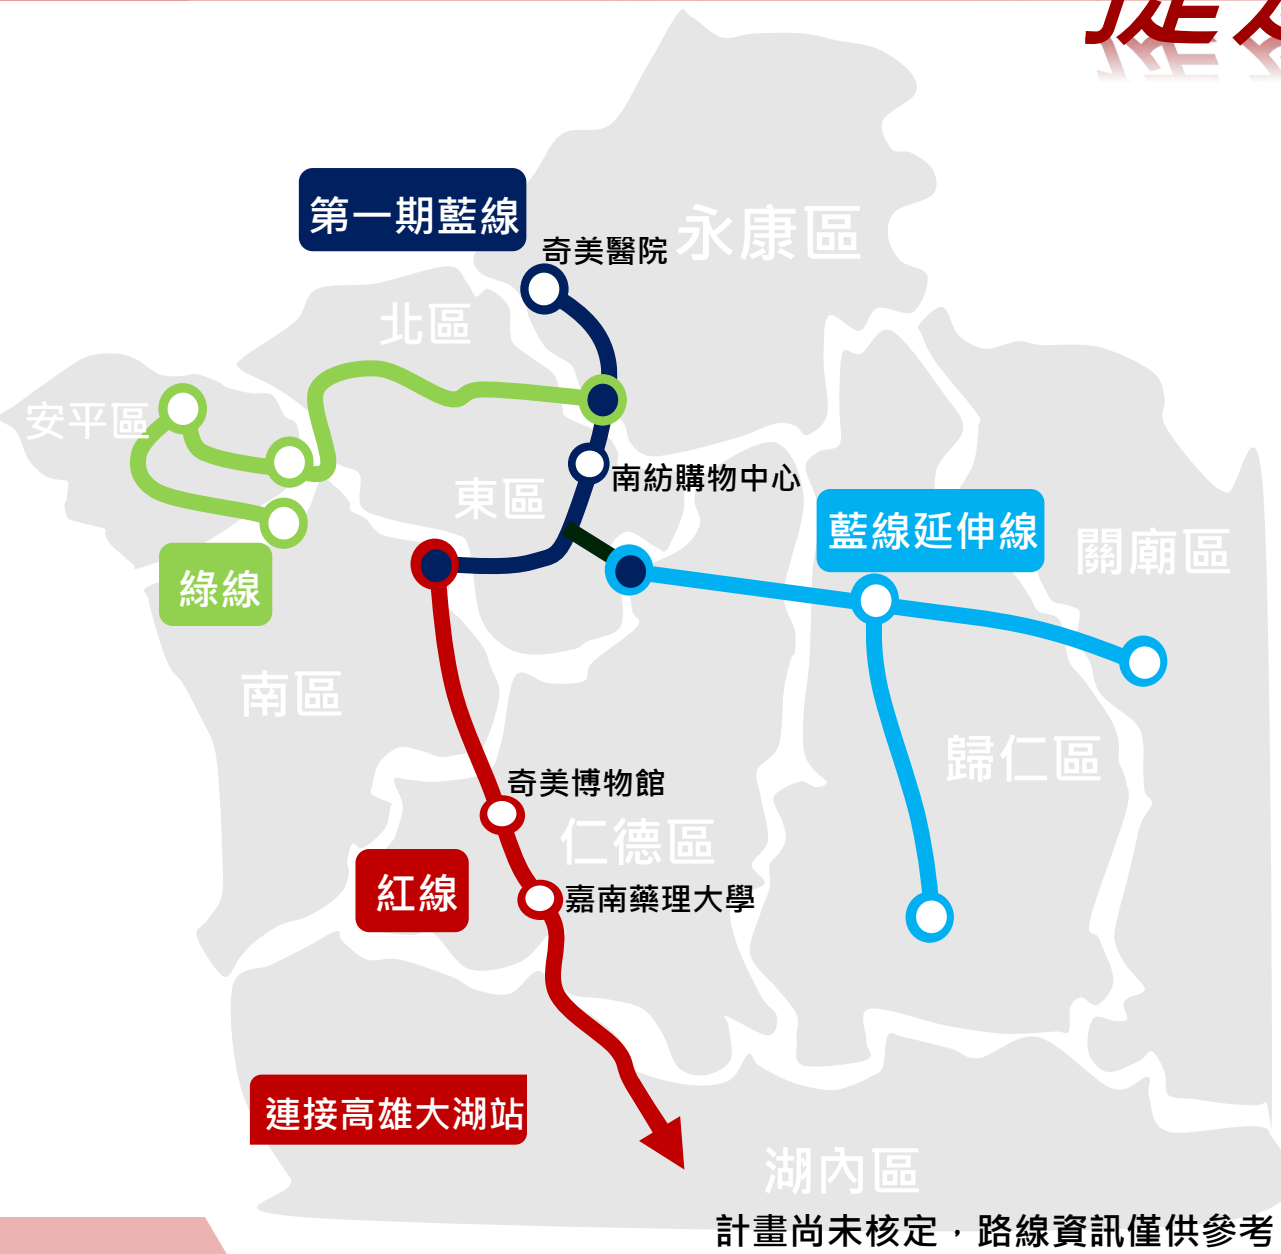 第一期藍線
奇美醫院
永康區
北區
安平區
南紡購物中心
東區
藍線延伸線
關廟區
綠線
南區
歸仁區
奇美博物館
仁德區
紅線
嘉南藥理大學
連接高雄大湖站
湖內區
計畫尚未核定，路線資訊僅供參考